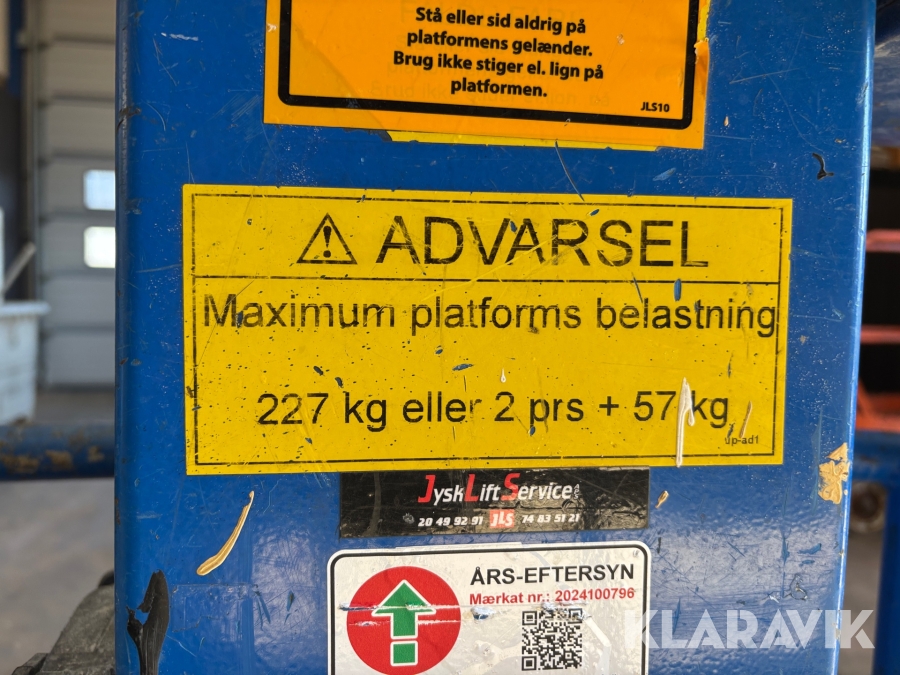 Stå eller sid aldrig på
platformens gelænder.
Brug ikke stiger el. lign på
platformen.
JLS10
ADVARSEL
Maximum platforms belastning
227 kg eller 2 prs + 57 kg
jp-ad1
JyskLiftService A/S
20 49 92 91 JLS 74 83 51 21
ÅRS-EFTERSYN
Mærkat nr.: 2024100796
KLARAVIK